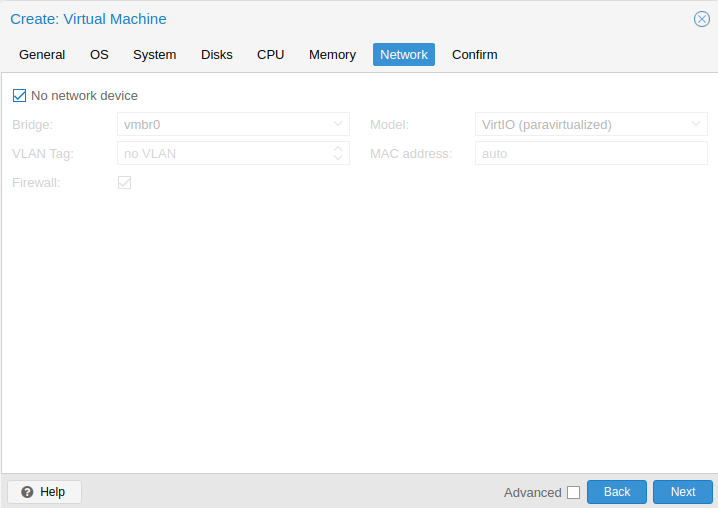 Create: Virtual Machine
General OS System Disks CPU Memory Network Confirm
No network device
Bridge: vmbr0 Model: VirtIO (paravirtualized)
VLAN Tag: no VLAN MAC address: auto
Firewall:
Help Advanced Back Next